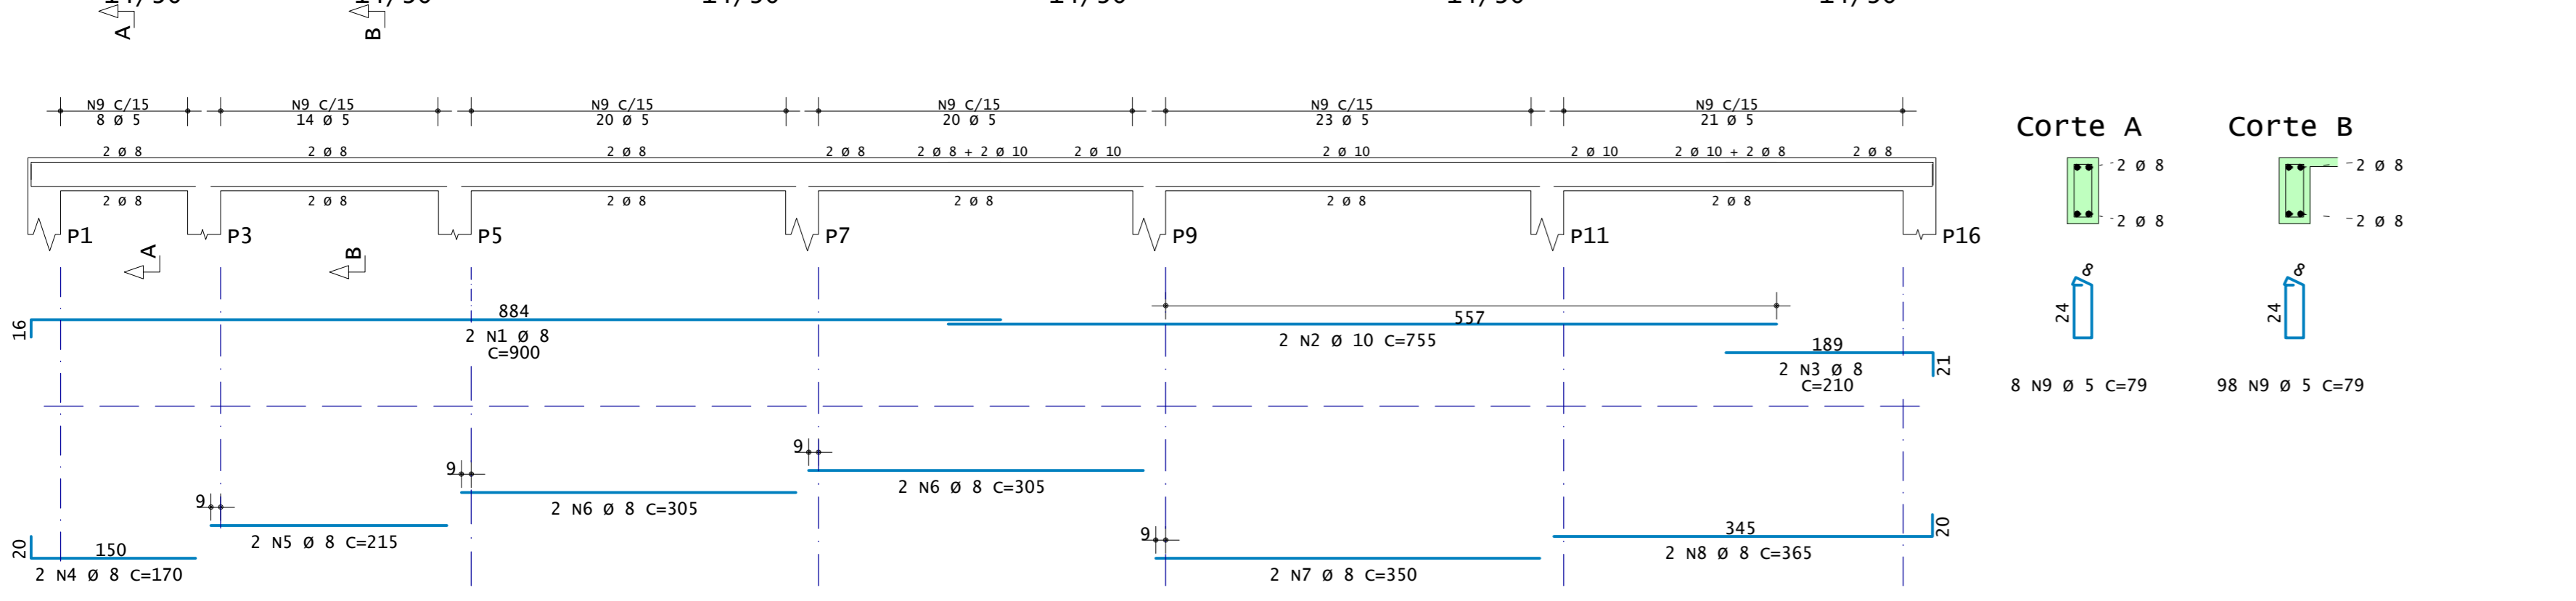 A B
N9 C/15 N9 C/15 N9 C/15 N9 C/15 N9 C/15 N9 C/15
8 Ø 5 14 Ø 5 20 Ø 5 20 Ø 5 23 Ø 5 21 Ø 5
Corte A Corte B
2 Ø 8 2 Ø 8 2 Ø 8 2 Ø 8 2 Ø 8 + 2 Ø 10 2 Ø 10 2 Ø 10 2 Ø 10 2 Ø 10 + 2 Ø 8 2 Ø 8
2 Ø 8 2 Ø 8
2 Ø 8 2 Ø 8 2 Ø 8 2 Ø 8 2 Ø 8 2 Ø 8
2 Ø 8 2 Ø 8
P1 P3 P5 P7 P9 P11 P16
A B
8 8
24 24
884
16
2 N1 Ø 8
C=900
557
2 N2 Ø 10 C=755
189
21
2 N3 Ø 8
C=210
8 N9 Ø 5 C=79 98 N9 Ø 5 C=79
9
2 N6 Ø 8 C=305
9
2 N6 Ø 8 C=305
9
2 N5 Ø 8 C=215
345
20
2 N8 Ø 8 C=365
9
2 N7 Ø 8 C=350
20
150
2 N4 Ø 8 C=170